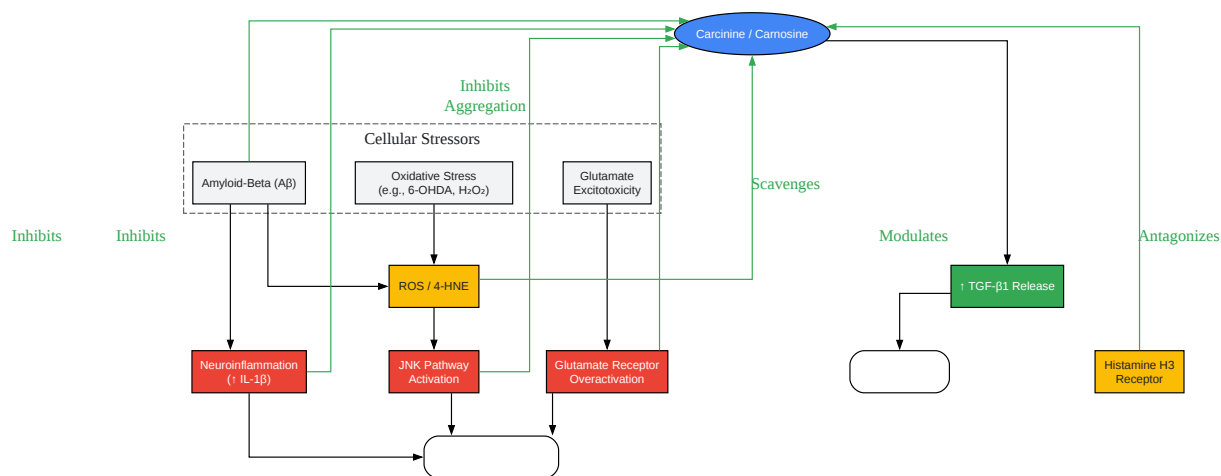 Carcinine / Carnosine
Inhibits
Aggregation
Cellular Stressors
Amyloid-Beta (Aβ)
Oxidative Stress
(e.g., 6-OHDA, H₂O₂)
Glutamate
Excitotoxicity
Scavenges
Inhibits
Inhibits
Modulates
Antagonizes
ROS / 4-HNE
↑ TGF-β1 Release
Neuroinflammation
(↑ IL-1β)
JNK Pathway
Activation
Glutamate Receptor
Overactivation
Histamine H3
Receptor